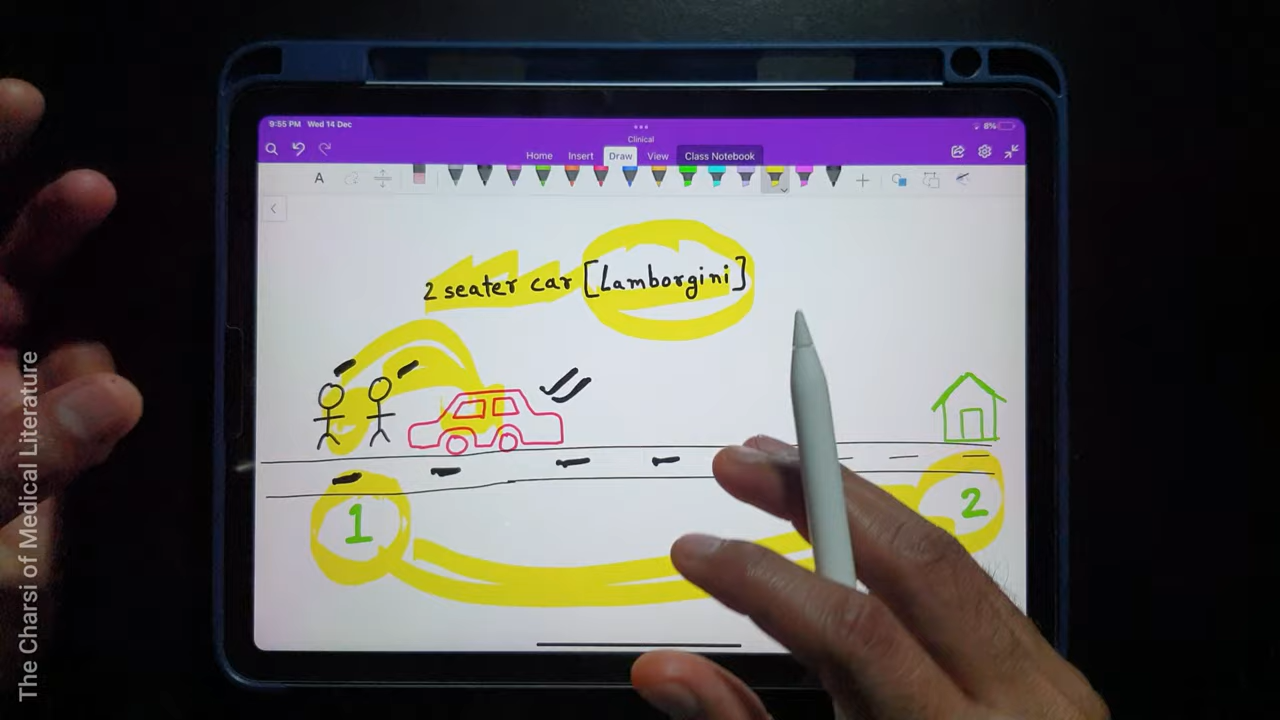 9:55 PM Wed 14 Dec
8%
Clinical
Home Insert Draw View Class Notebook
A
2 seater car [Lamborgini]
1
2
The Charsi of Medical Literature